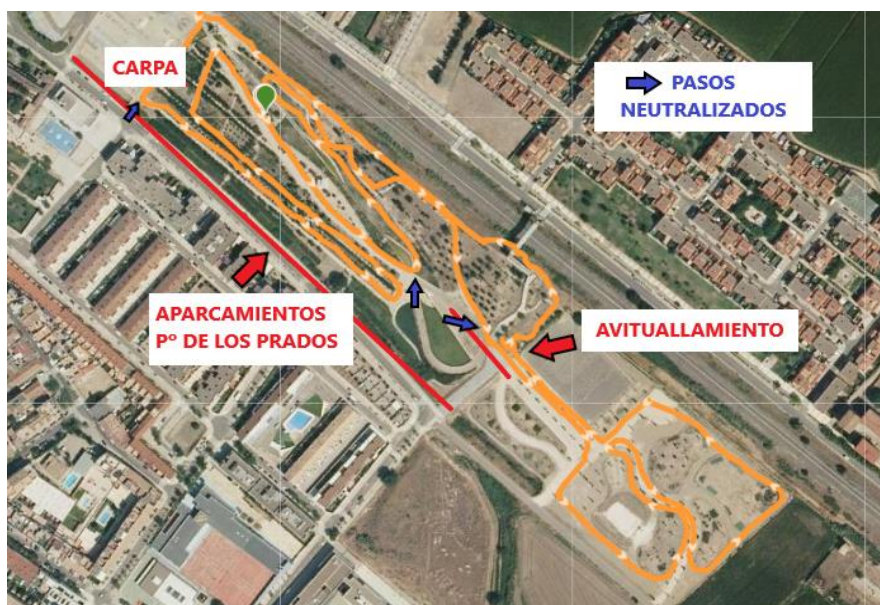 CARPA
PASOS
NEUTRALIZADOS
APARCAMIENTOS
Pº DE LOS PRADOS
AVITUALLAMIENTO